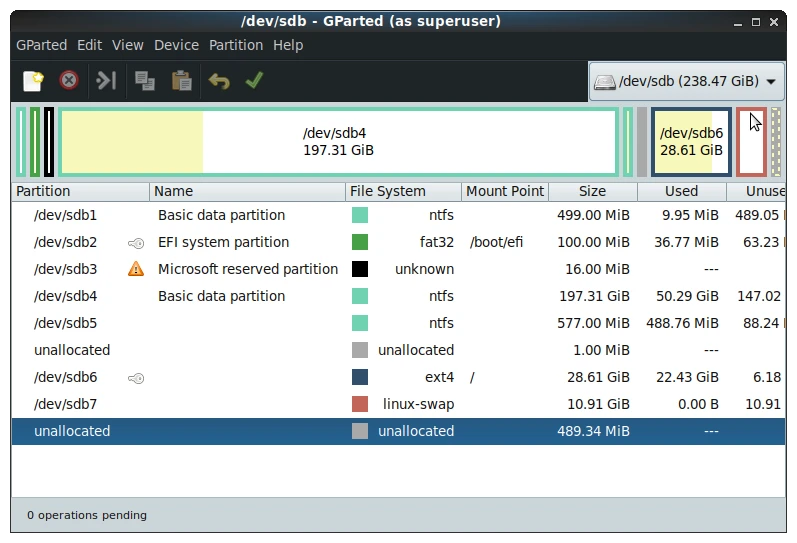 /dev/sdb - GParted (as superuser)
GParted Edit View Device Partition Help
/dev/sdb (238.47 GiB)
/dev/sdb4
197.31 GiB
/dev/sdb6
28.61 GiB
Partition Name File System Mount Point Size Used Unuse
/dev/sdb1 Basic data partition ntfs 499.00 MiB 9.95 MiB 489.05
/dev/sdb2 EFI system partition fat32 /boot/efi 100.00 MiB 36.77 MiB 63.23
/dev/sdb3 Microsoft reserved partition unknown 16.00 MiB ---
/dev/sdb4 Basic data partition ntfs 197.31 GiB 50.29 GiB 147.02
/dev/sdb5 ntfs 577.00 MiB 488.76 MiB 88.24
unallocated unallocated 1.00 MiB ---
/dev/sdb6 ext4 / 28.61 GiB 22.43 GiB 6.18
/dev/sdb7 linux-swap 10.91 GiB 0.00 B 10.91
unallocated unallocated 489.34 MiB ---
0 operations pending